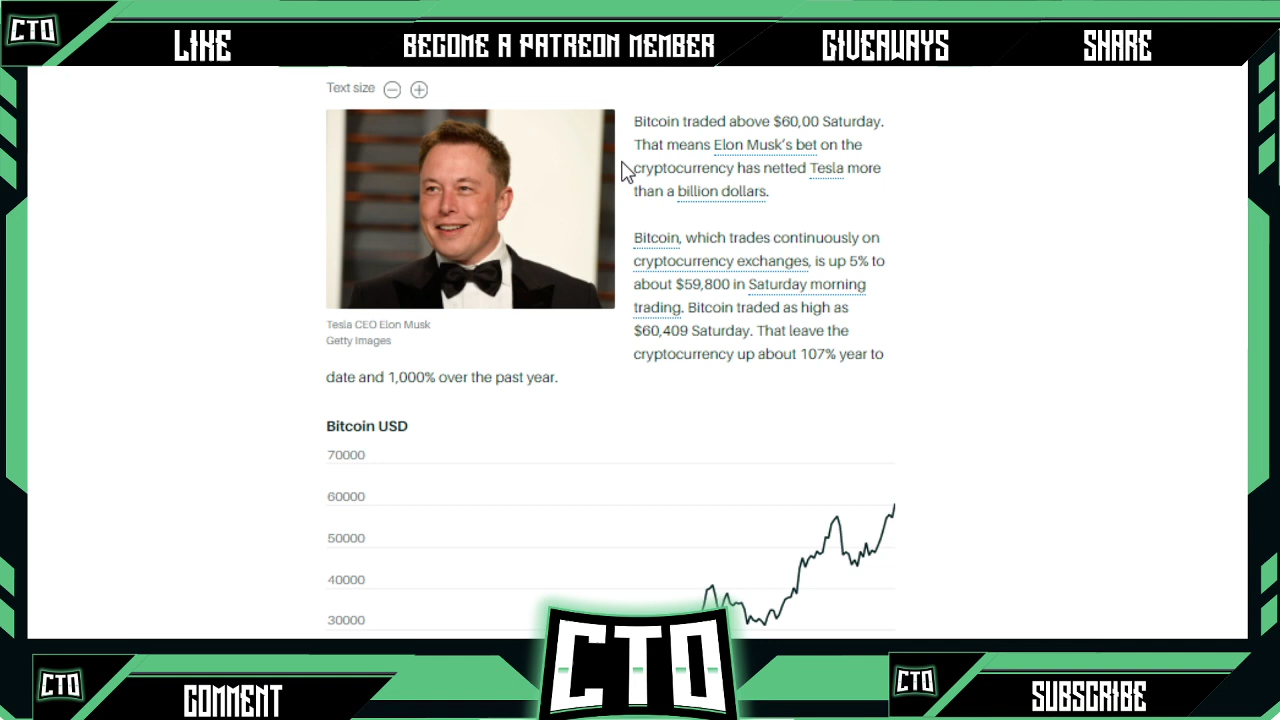 CTO
LIKE
BECOME A PATREON MEMBER
GIVEAWAYS
SHARE
Text size
Bitcoin traded above $60,00 Saturday.
That means Elon Musk's bet on the
cryptocurrency has netted Tesla more
than a billion dollars.
Bitcoin, which trades continuously on
cryptocurrency exchanges, is up 5% to
about $59,800 in Saturday morning
trading. Bitcoin traded as high as
$60,409 Saturday. That leave the
cryptocurrency up about 107% year to
date and 1,000% over the past year.
Tesla CEO Elon Musk
Getty Images
Bitcoin USD
70000
60000
50000
40000
30000
CTO
COMMENT
CTO
CTO
SUBSCRIBE